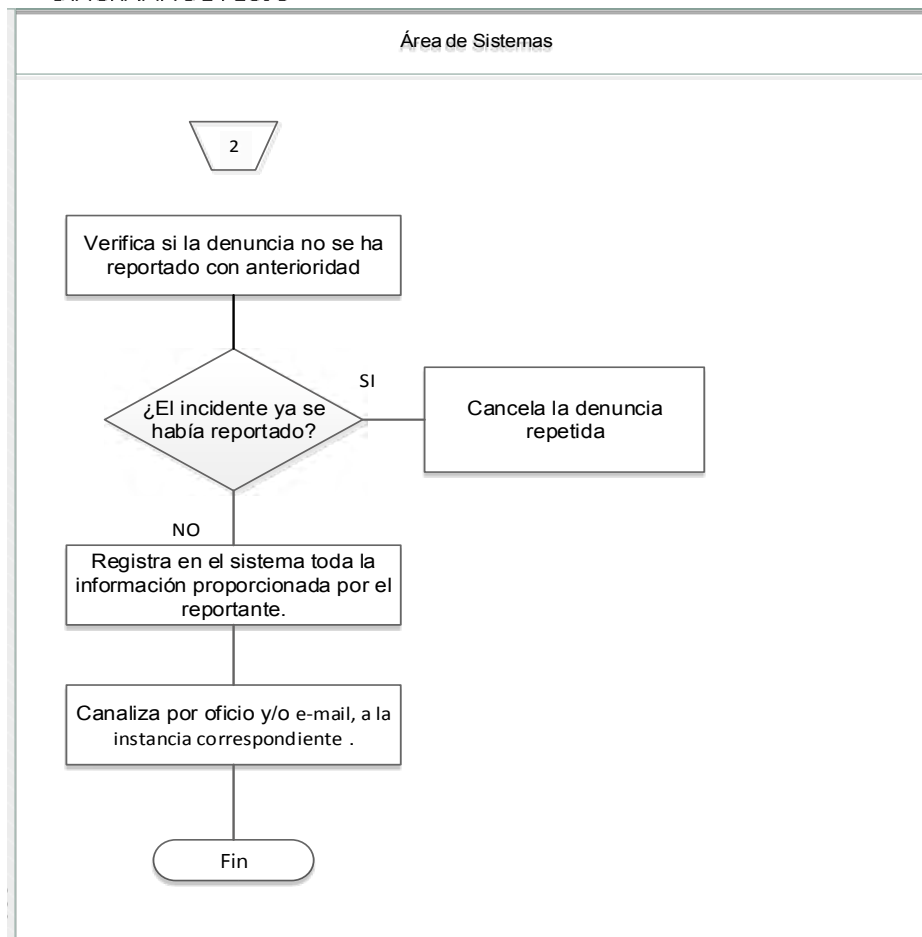 Área de Sistemas
2
Verifica si la denuncia no se ha
reportado con anterioridad
¿El incidente ya se
había reportado?
SI
Cancela la denuncia
repetida
NO
Registra en el sistema toda la
información proporcionada por el
reportante.
Canaliza por oficio y/o e-mail, a la
instancia correspondiente .
Fin